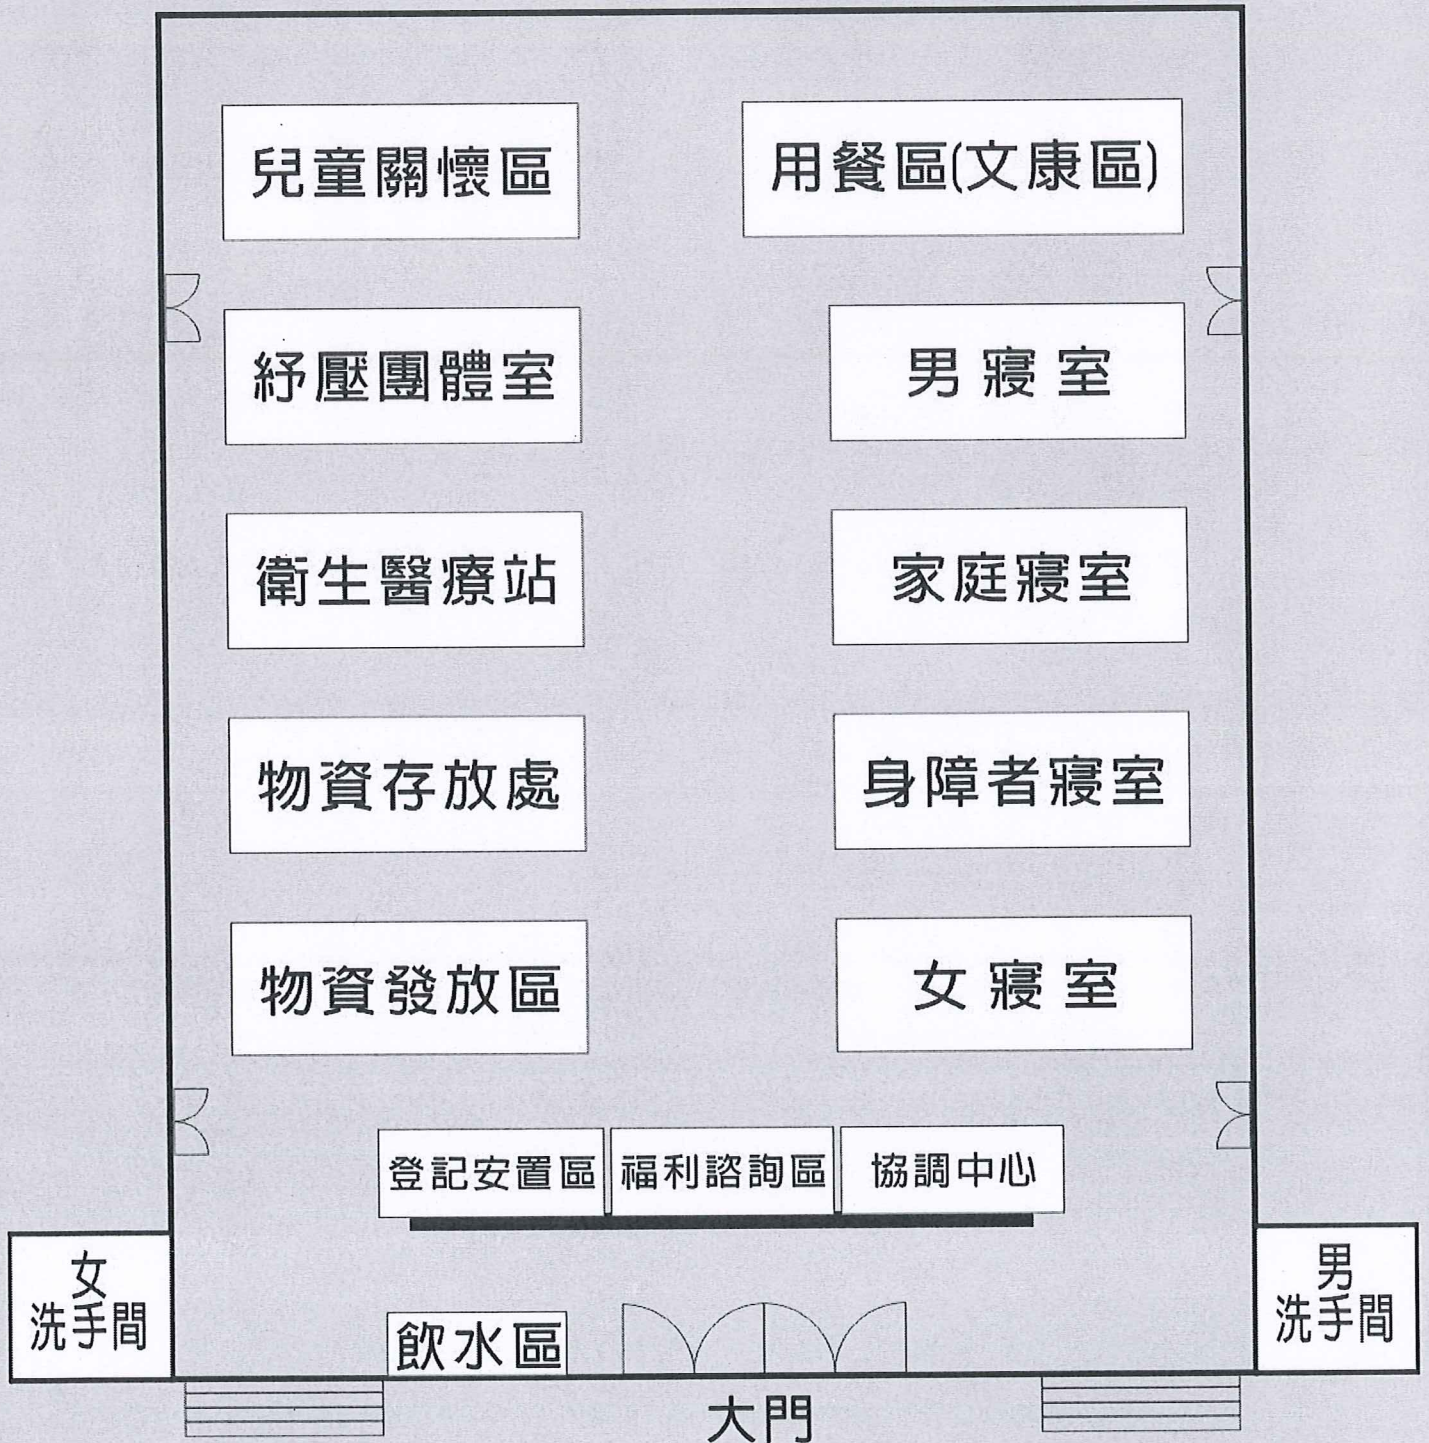 兒童關懷區
用餐區(文康區)
紓壓團體室
男寢室
衛生醫療站
家庭寢室
物資存放處
身障者寢室
物資發放區
女寢室
登記安置區
福利諮詢區
協調中心
女
洗手間
男
洗手間
飲水區
大門